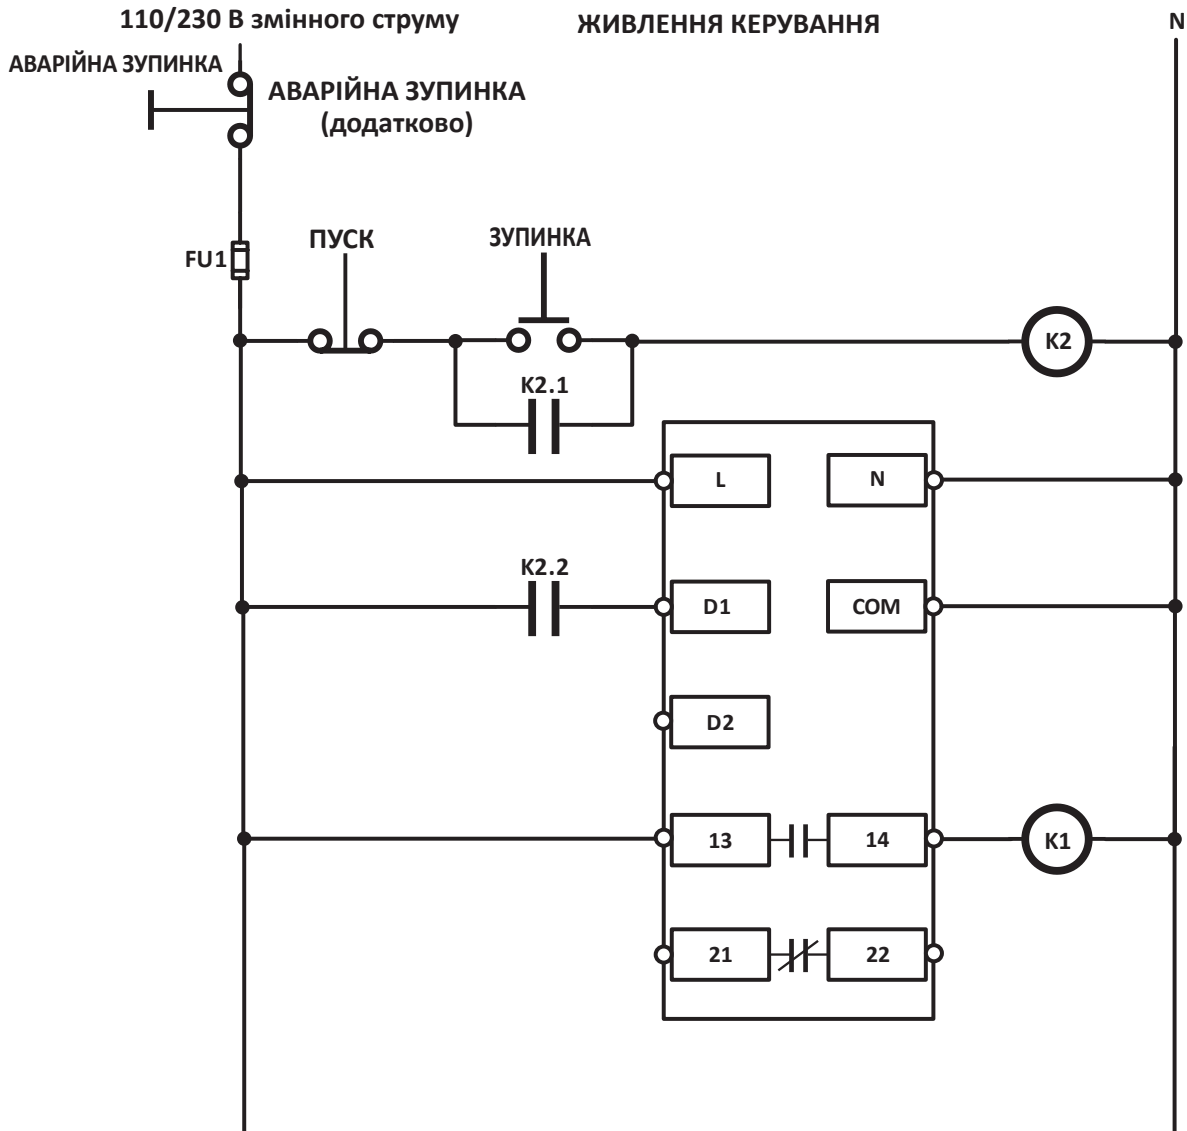 110/230 В змінного струму
ЖИВЛЕННЯ КЕРУВАННЯ
N
АВАРІЙНА ЗУПИНКА
АВАРІЙНА ЗУПИНКА
(додатково)
ПУСК
ЗУПИНКА
FU1
K2
K2.1
L
N
K2.2
D1
COM
D2
13
14
K1
21
22